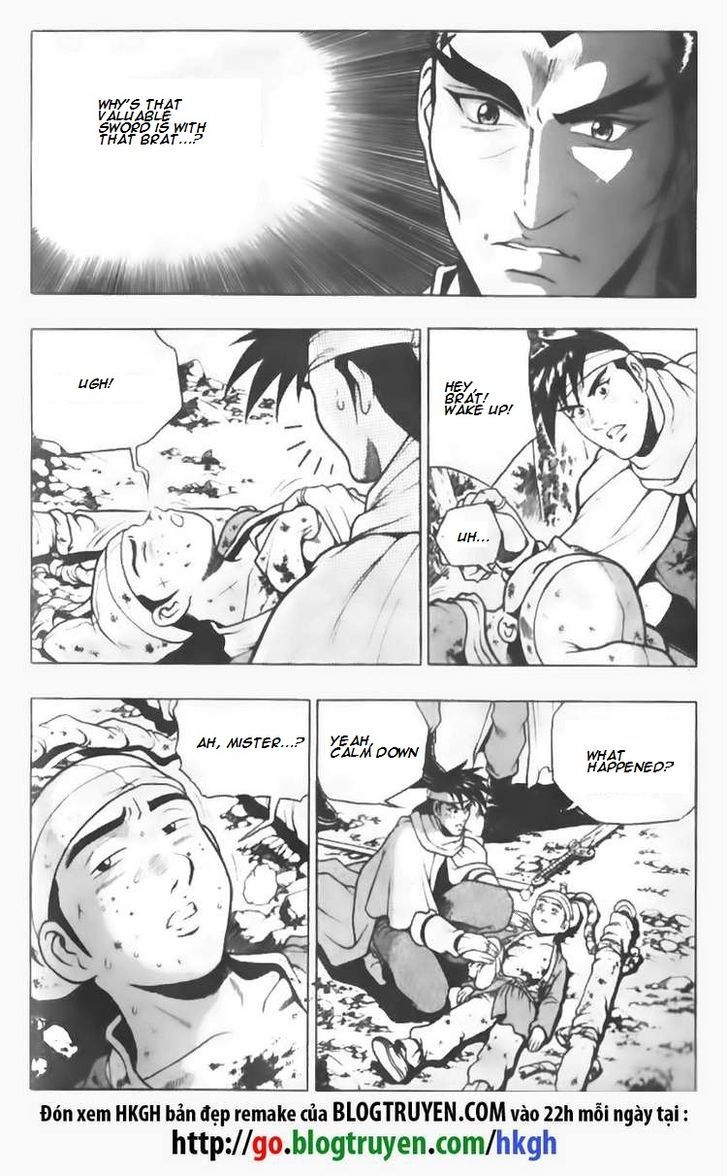 WHY'S THAT
VALUABLE
SWORD IS WITH
THAT BRAT...?
UGH!
HEY,
BRAT!
WAKE UP!
UH...
AH, MISTER...?
YEAH,
CALM DOWN
WHAT
HAPPENED?
Đón xem HKGH bản đẹp remake của BLOGTRUYEN.COM vào 22h mỗi ngày tại :
http://go.blogtruyen.com/hkgh